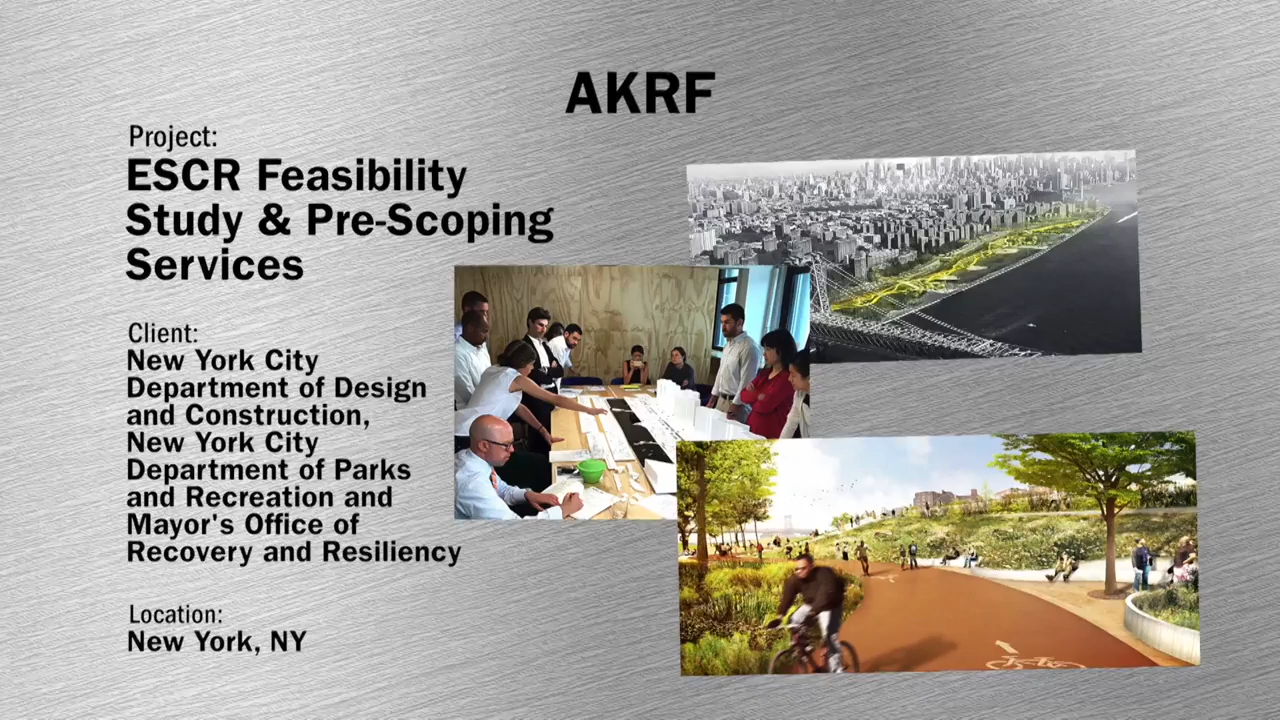 AKRF
Project:
ESCR Feasibility
Study & Pre-Scoping
Services
Client:
New York City
Department of Design
and Construction,
New York City
Department of Parks
and Recreation and
Mayor's Office of
Recovery and Resiliency
Location:
New York, NY